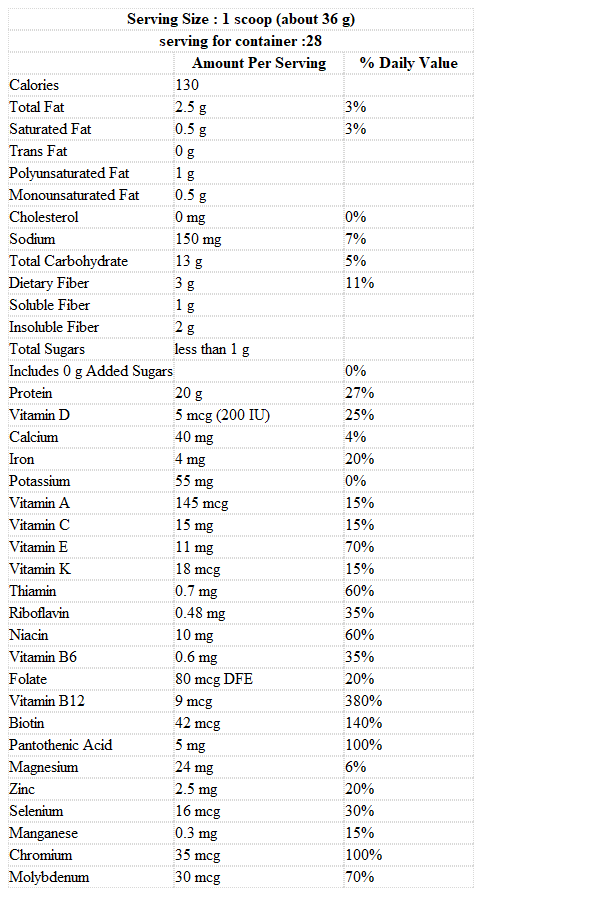 Serving Size : 1 scoop (about 36 g)
serving for container :28
Amount Per Serving % Daily Value
Calories 130
Total Fat 2.5 g 3%
Saturated Fat 0.5 g 3%
Trans Fat 0 g
Polyunsaturated Fat 1 g
Monounsaturated Fat 0.5 g
Cholesterol 0 mg 0%
Sodium 150 mg 7%
Total Carbohydrate 13 g 5%
Dietary Fiber 3 g 11%
Soluble Fiber 1 g
Insoluble Fiber 2 g
Total Sugars less than 1 g
Includes 0 g Added Sugars 0%
Protein 20 g 27%
Vitamin D 5 mcg (200 IU) 25%
Calcium 40 mg 4%
Iron 4 mg 20%
Potassium 55 mg 0%
Vitamin A 145 mcg 15%
Vitamin C 15 mg 15%
Vitamin E 11 mg 70%
Vitamin K 18 mcg 15%
Thiamin 0.7 mg 60%
Riboflavin 0.48 mg 35%
Niacin 10 mg 60%
Vitamin B6 0.6 mg 35%
Folate 80 mcg DFE 20%
Vitamin B12 9 mcg 380%
Biotin 42 mcg 140%
Pantothenic Acid 5 mg 100%
Magnesium 24 mg 6%
Zinc 2.5 mg 20%
Selenium 16 mcg 30%
Manganese 0.3 mg 15%
Chromium 35 mcg 100%
Molybdenum 30 mcg 70%